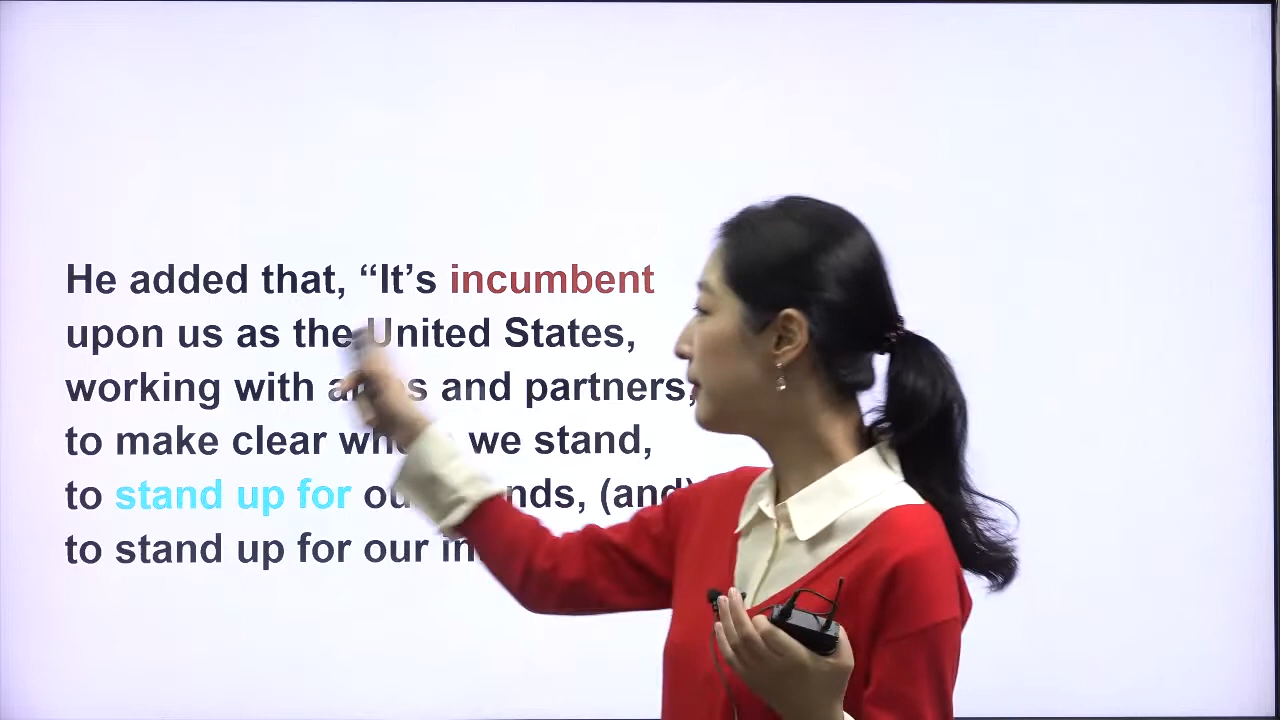 He added that, “It’s incumbent
upon us as the United States,
working with and partners,
to make clear we stand,
to stand up for (and)
to stand up for our